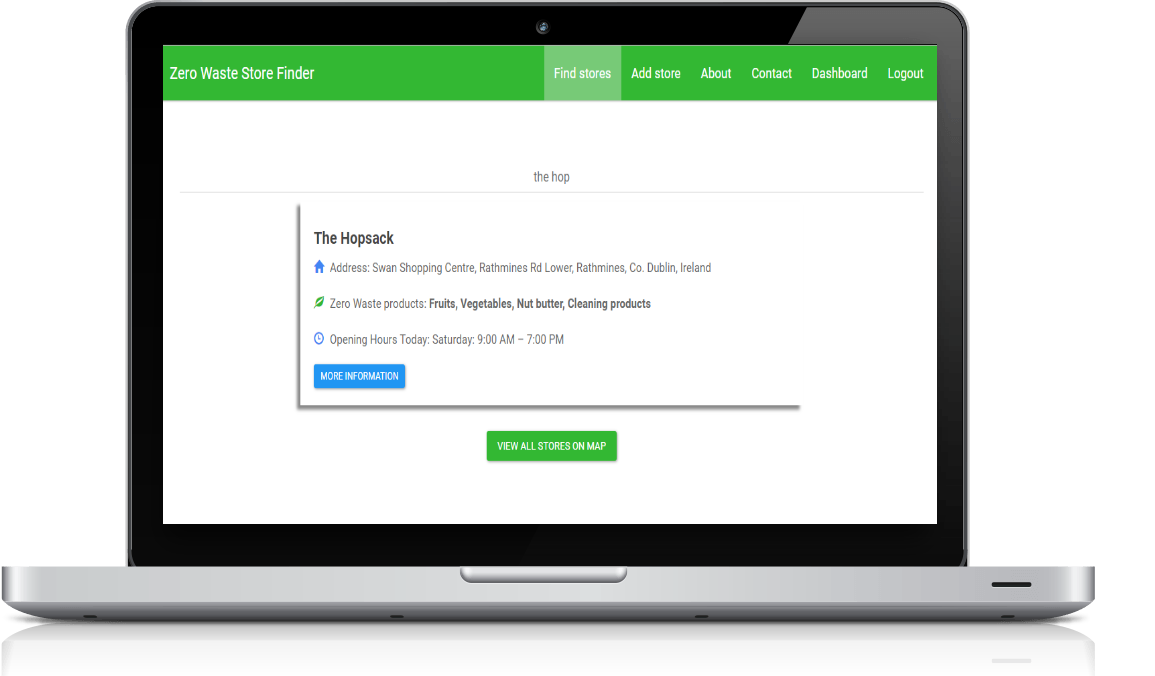 Zero Waste Store Finder
Find stores
Add store
About
Contact
Dashboard
Logout
the hop
The Hopsack
Address: Swan Shopping Centre, Rathmines Rd Lower, Rathmines, Co. Dublin, Ireland
Zero Waste products: Fruits, Vegetables, Nut butter, Cleaning products
Opening Hours Today: Saturday: 9:00 AM – 7:00 PM
MORE INFORMATION
VIEW ALL STORES ON MAP